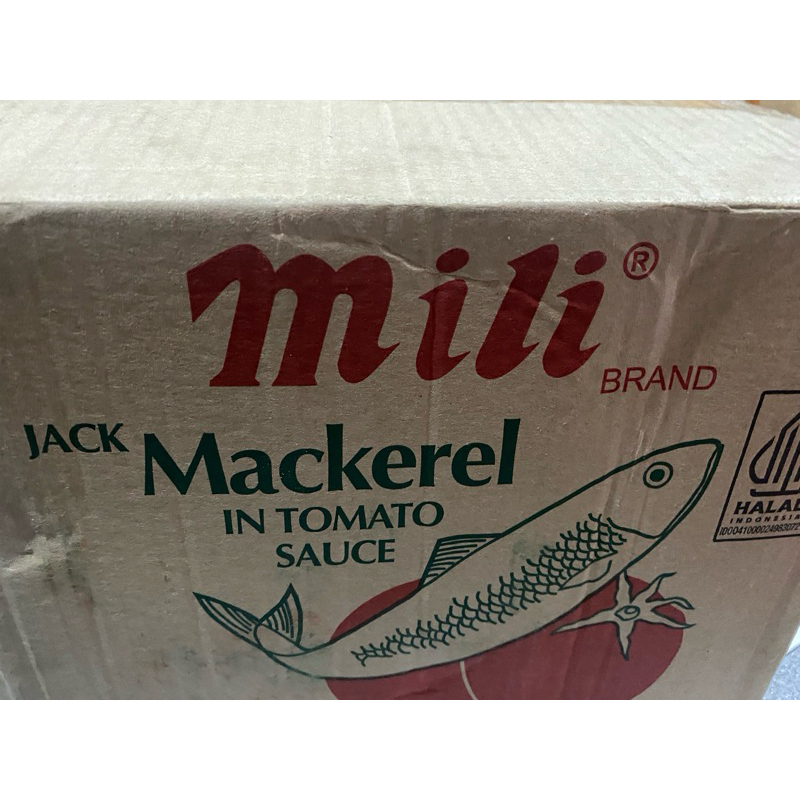 mili®
BRAND
JACK Mackerel
IN TOMATO
SAUCE
HALAL
INDONESIA